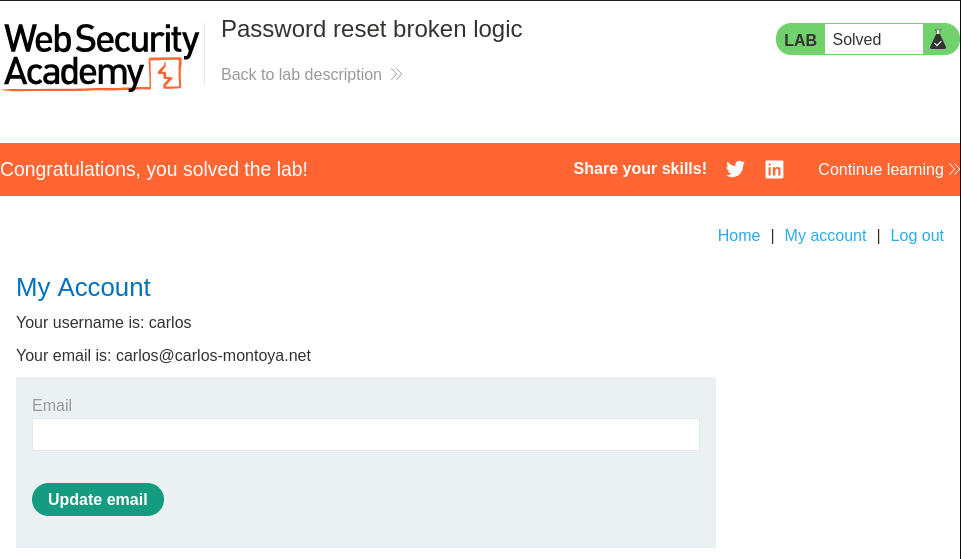 Web Security
Academy
Password reset broken logic
Back to lab description
LAB Solved
Congratulations, you solved the lab!
Share your skills!
Continue learning
Home | My account | Log out
My Account
Your username is: carlos
Your email is: carlos@carlos-montoya.net
Email
Update email